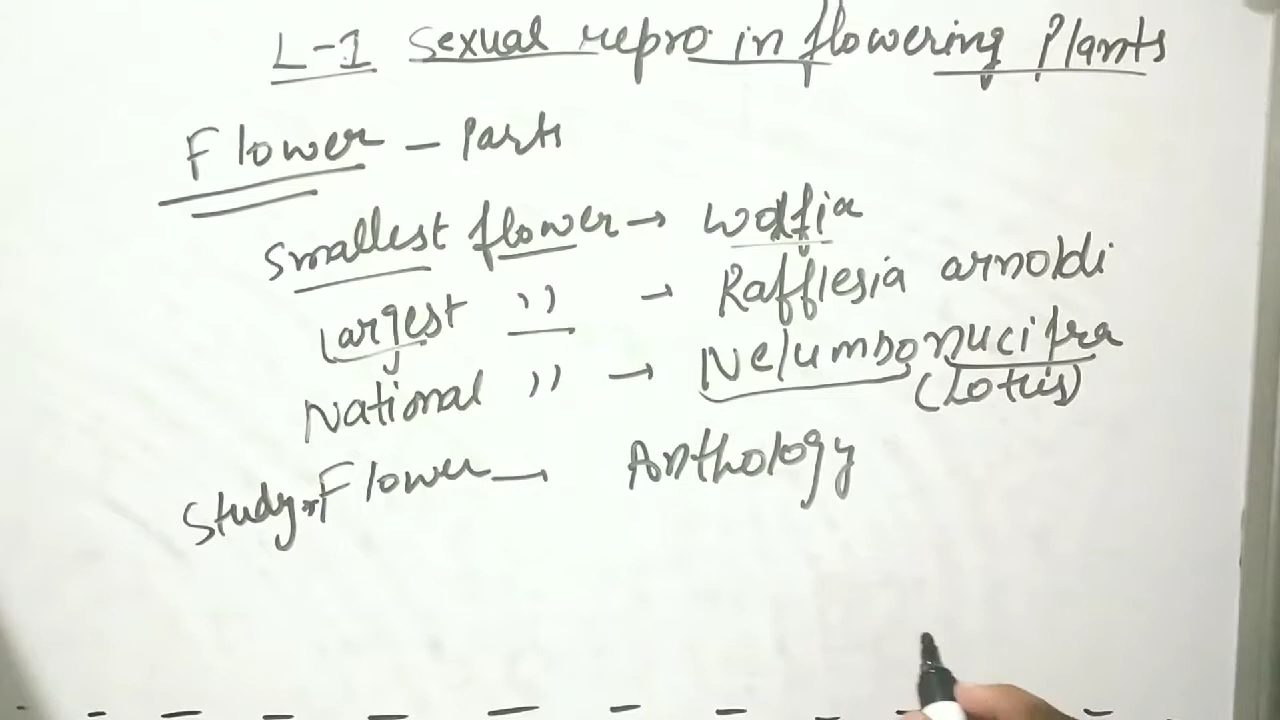 L-1 Sexual repro in flowering Plants
Flower - Parts
Smallest flower → Wolfia
Largest " → Rafflesia arnoldi
National " → Nelumbo nucifra
(Lotus)
Study of Flower → Anthology